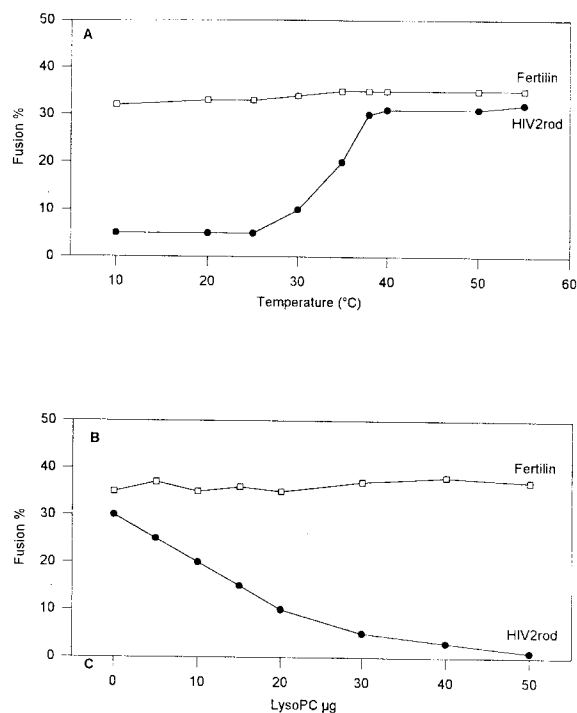 50
A
40
Fertilin
30
HIV2rod
20
10
0
Fusion %
10 20 30 40 50 60
Temperature (°C)
50
B
40
Fertilin
30
20
10
HIV2rod
0
C
Fusion %
0 10 20 30 40 50
LysoPC µg